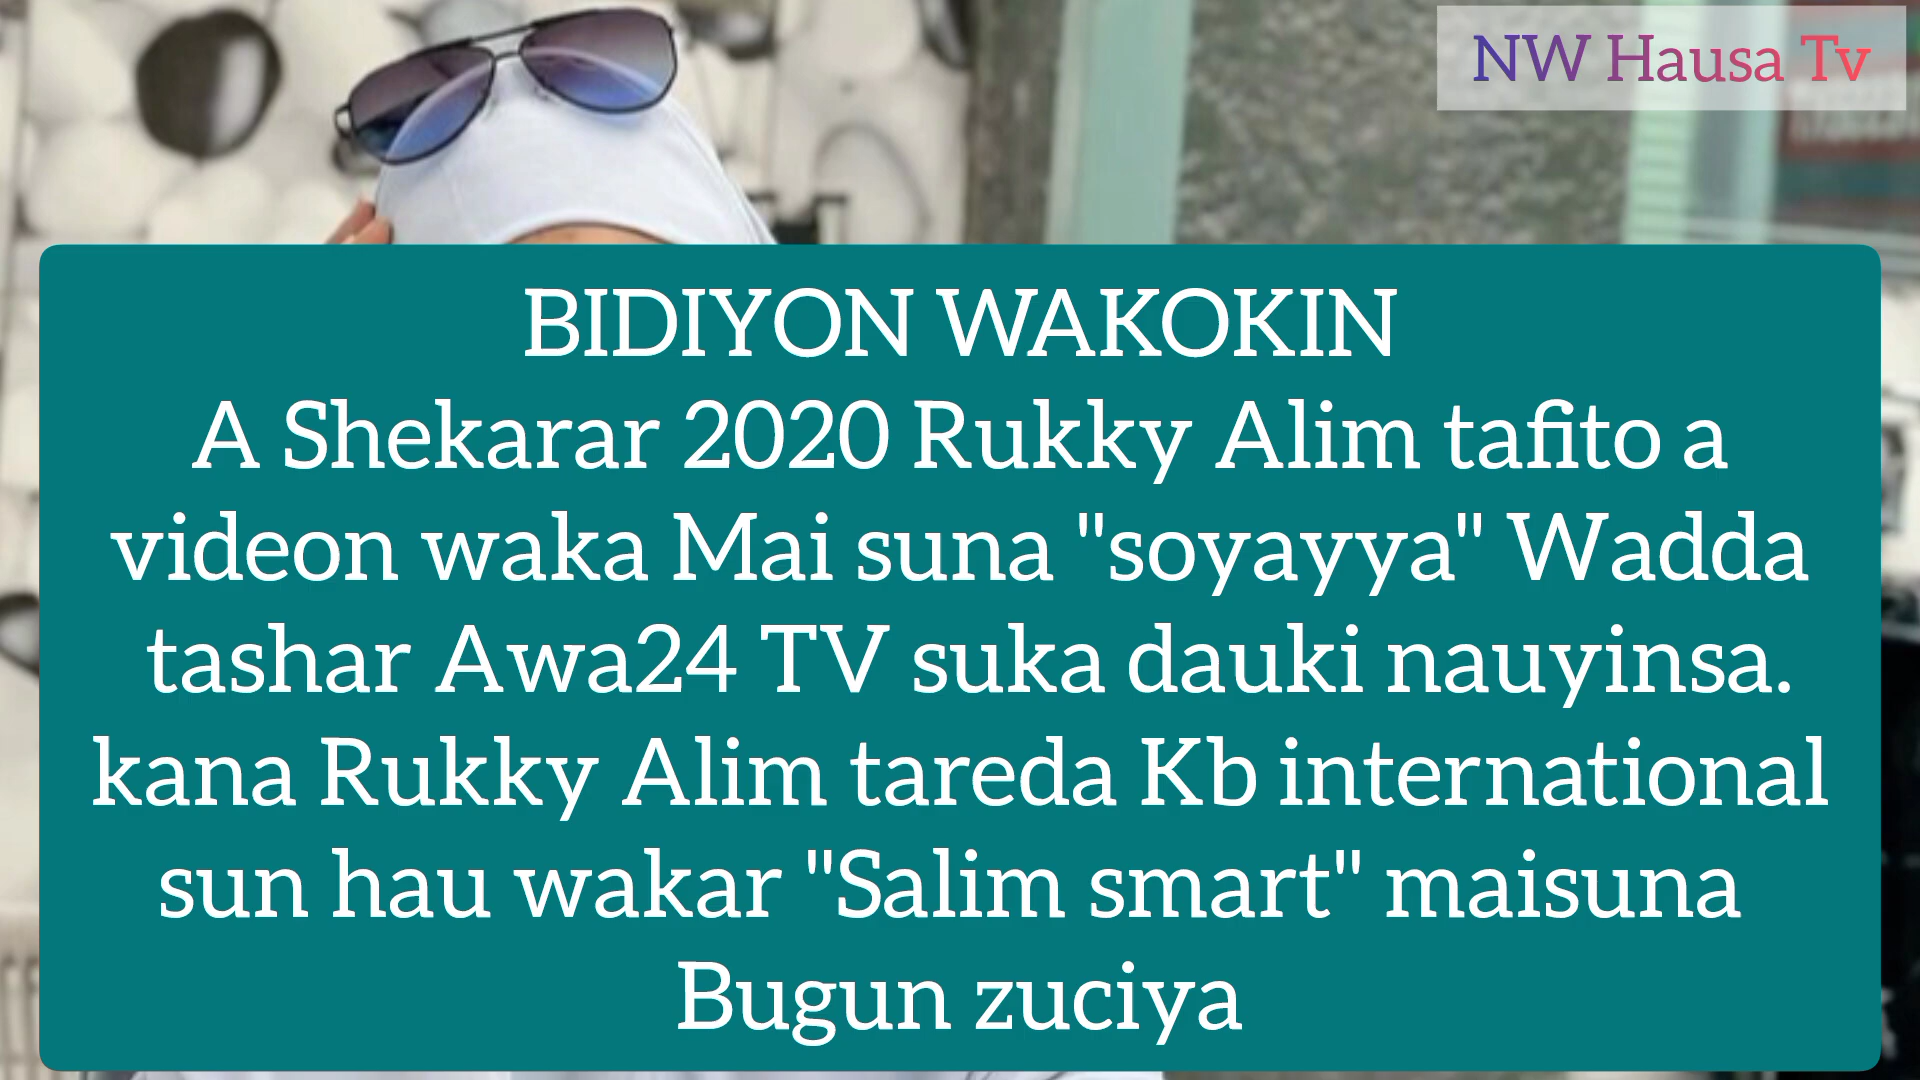 NW Hausa Tv
BIDIYON WAKOKIN
A Shekarar 2020 Rukky Alim tafito a
videon waka Mai suna "soyayya" Wadda
tashar Awa24 TV suka dauki nauyinsa.
kana Rukky Alim tareda Kb international
sun hau wakar "Salim smart" maisuna
Bugun zuciya